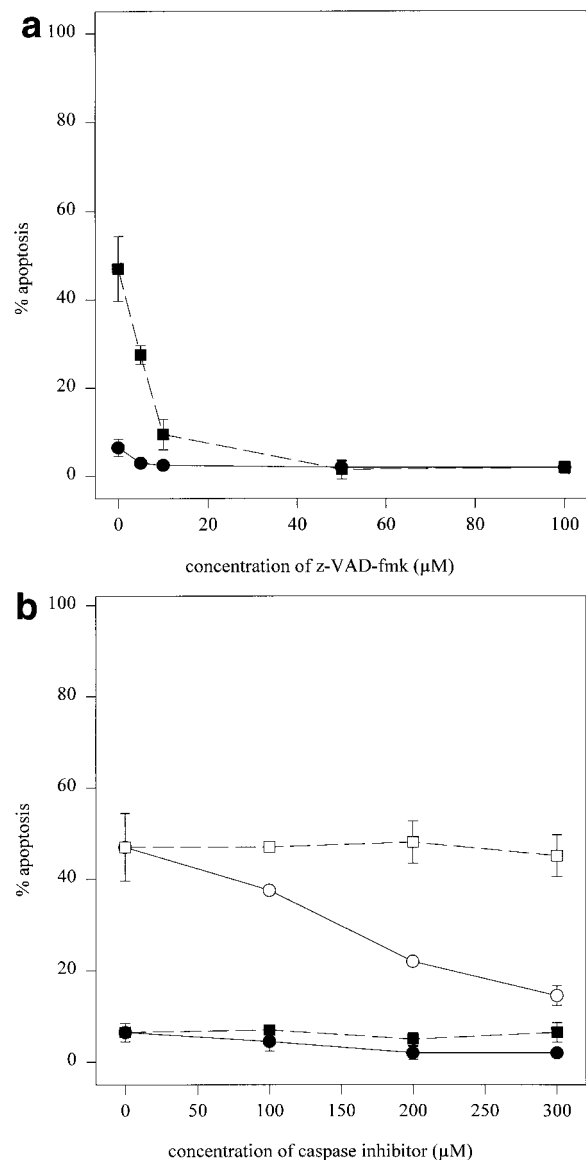 a
100
80
60
40
20
0
% apoptosis
0 20 40 60 80 100
concentration of z-VAD-fmk (µM)
b
100
80
60
40
20
0
% apoptosis
0 50 100 150 200 250 300
concentration of caspase inhibitor (µM)